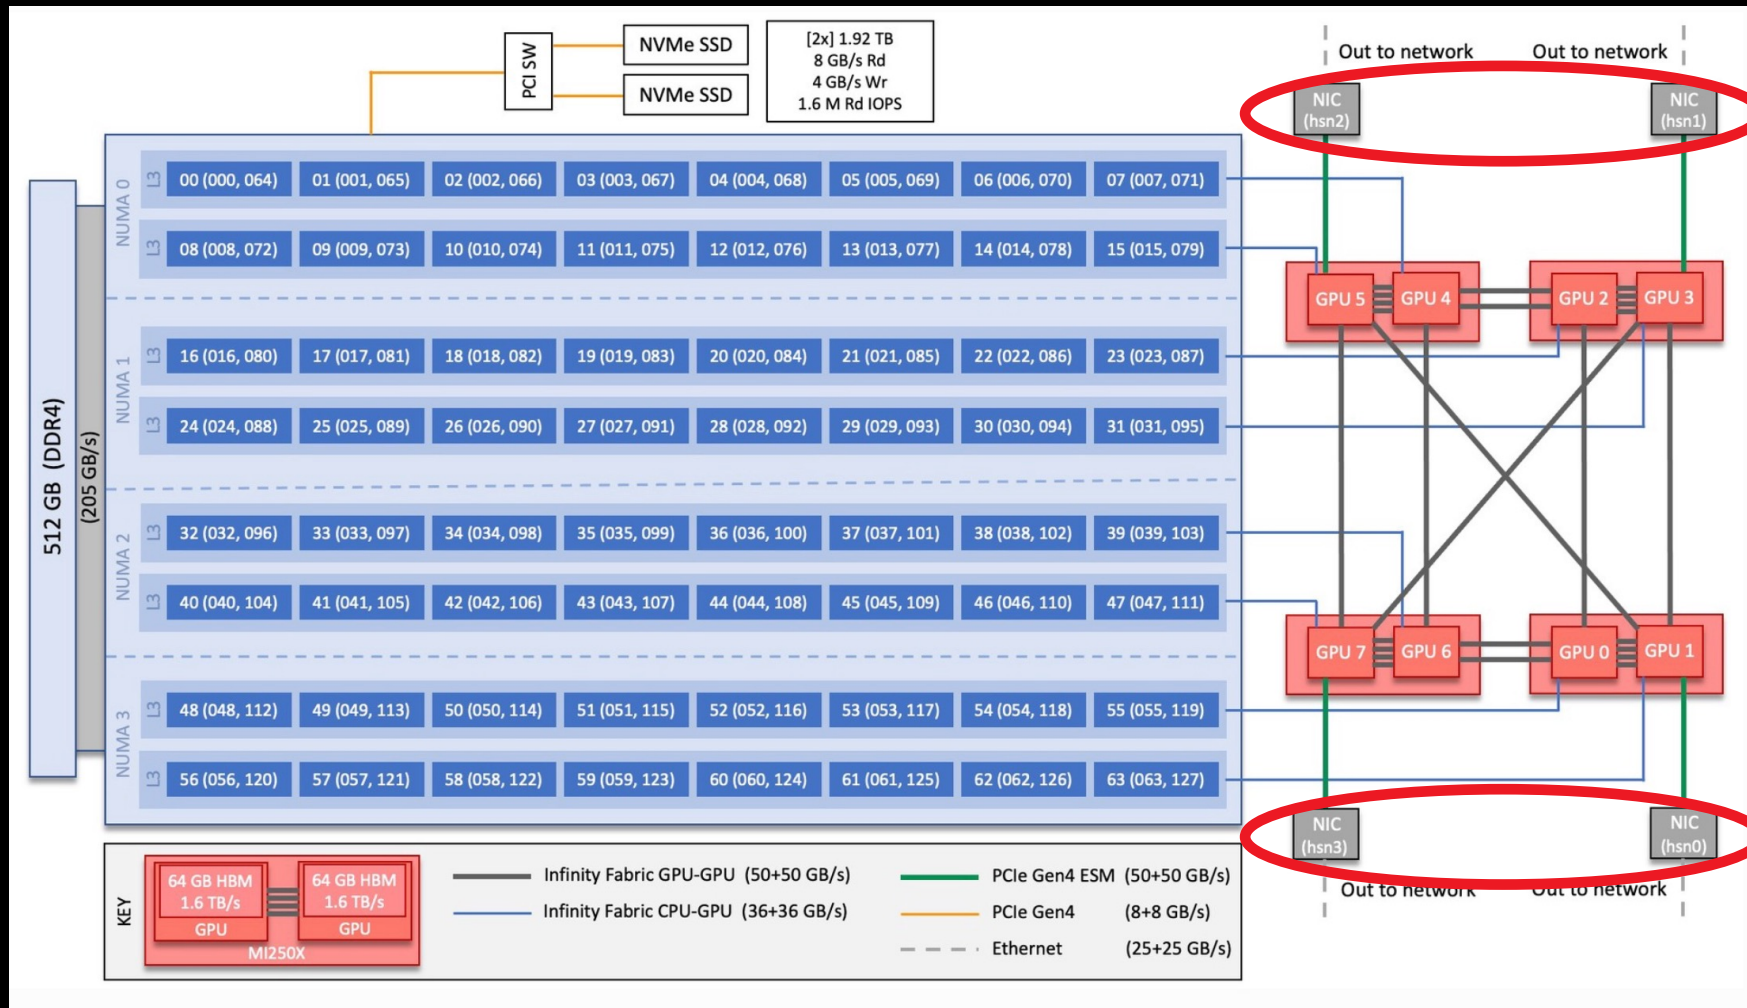 PCI SW
NVMe SSD
NVMe SSD
[2x] 1.92 TB
8 GB/s Rd
4 GB/s Wr
1.6 M Rd IOPS
Out to network
Out to network
NIC
(hsn2)
NIC
(hsn1)
512 GB (DDR4)
(205 GB/s)
NUMA 0
L3
00 (000, 064) 01 (001, 065) 02 (002, 066) 03 (003, 067) 04 (004, 068) 05 (005, 069) 06 (006, 070) 07 (007, 071)
L3
08 (008, 072) 09 (009, 073) 10 (010, 074) 11 (011, 075) 12 (012, 076) 13 (013, 077) 14 (014, 078) 15 (015, 079)
NUMA 1
L3
16 (016, 080) 17 (017, 081) 18 (018, 082) 19 (019, 083) 20 (020, 084) 21 (021, 085) 22 (022, 086) 23 (023, 087)
L3
24 (024, 088) 25 (025, 089) 26 (026, 090) 27 (027, 091) 28 (028, 092) 29 (029, 093) 30 (030, 094) 31 (031, 095)
NUMA 2
L3
32 (032, 096) 33 (033, 097) 34 (034, 098) 35 (035, 099) 36 (036, 100) 37 (037, 101) 38 (038, 102) 39 (039, 103)
L3
40 (040, 104) 41 (041, 105) 42 (042, 106) 43 (043, 107) 44 (044, 108) 45 (045, 109) 46 (046, 110) 47 (047, 111)
NUMA 3
L3
48 (048, 112) 49 (049, 113) 50 (050, 114) 51 (051, 115) 52 (052, 116) 53 (053, 117) 54 (054, 118) 55 (055, 119)
L3
56 (056, 120) 57 (057, 121) 58 (058, 122) 59 (059, 123) 60 (060, 124) 61 (061, 125) 62 (062, 126) 63 (063, 127)
GPU 5 GPU 4 GPU 2 GPU 3
GPU 7 GPU 6 GPU 0 GPU 1
NIC
(hsn3)
NIC
(hsn0)
Out to network
Out to network
KEY
64 GB HBM
1.6 TB/s
GPU
64 GB HBM
1.6 TB/s
GPU
MI250X
Infinity Fabric GPU-GPU (50+50 GB/s)
Infinity Fabric CPU-GPU (36+36 GB/s)
PCIe Gen4 ESM (50+50 GB/s)
PCIe Gen4 (8+8 GB/s)
Ethernet (25+25 GB/s)